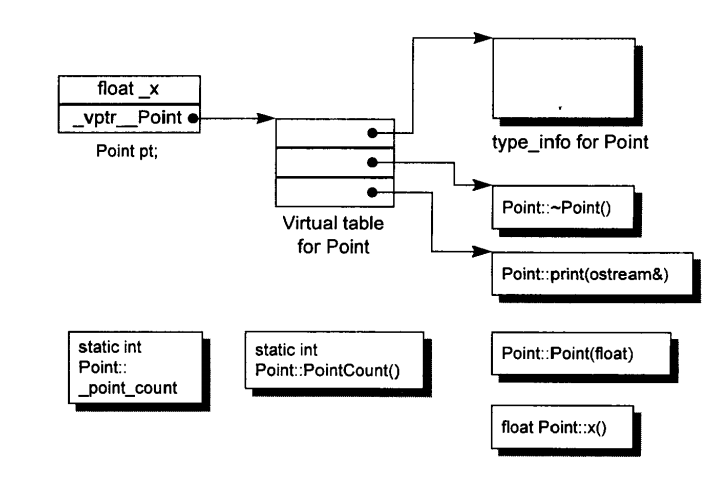 float _x
_vptr__Point
Point pt;
Virtual table
for Point
type_info for Point
Point::~Point()
Point::print(ostream&)
static int
Point::
_point_count
static int
Point::PointCount()
Point::Point(float)
float Point::x()